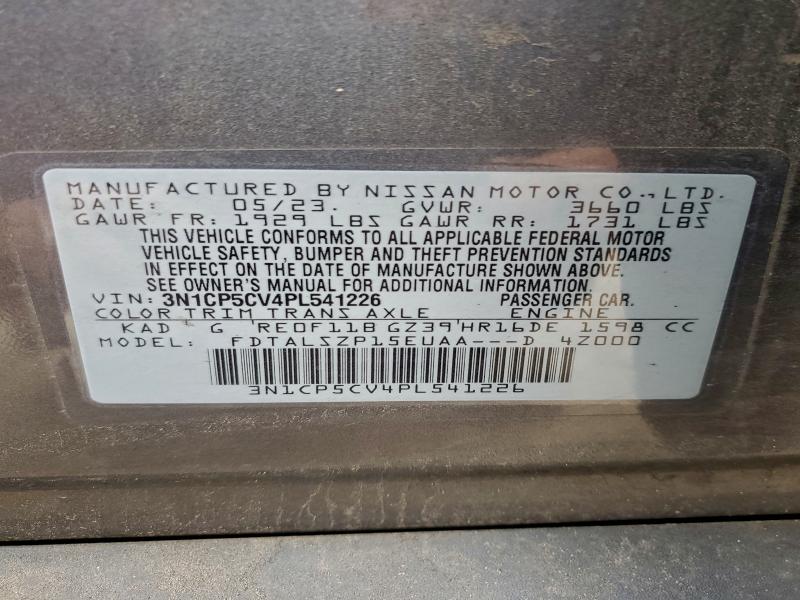 MANUFACTURED BY NISSAN MOTOR CO.,LTD.
DATE: 05/23. GVWR: 3660 LBS
GAWR FR: 1929 LBS GAWR RR: 1731 LBS
THIS VEHICLE CONFORMS TO ALL APPLICABLE FEDERAL MOTOR
VEHICLE SAFETY, BUMPER AND THEFT PREVENTION STANDARDS
IN EFFECT ON THE DATE OF MANUFACTURE SHOWN ABOVE.
SEE OWNER'S MANUAL FOR ADDITIONAL INFORMATION.
VIN: 3N1CP5CV4PL541226 PASSENGER CAR.
COLOR TRIM TRANS AXLE ENGINE
KAD G 'RE0F11B GZ39'HR16DE 1598 CC
MODEL: FDTALSZP15EUAA---D 4Z000
3N1CP5CV4PL541226